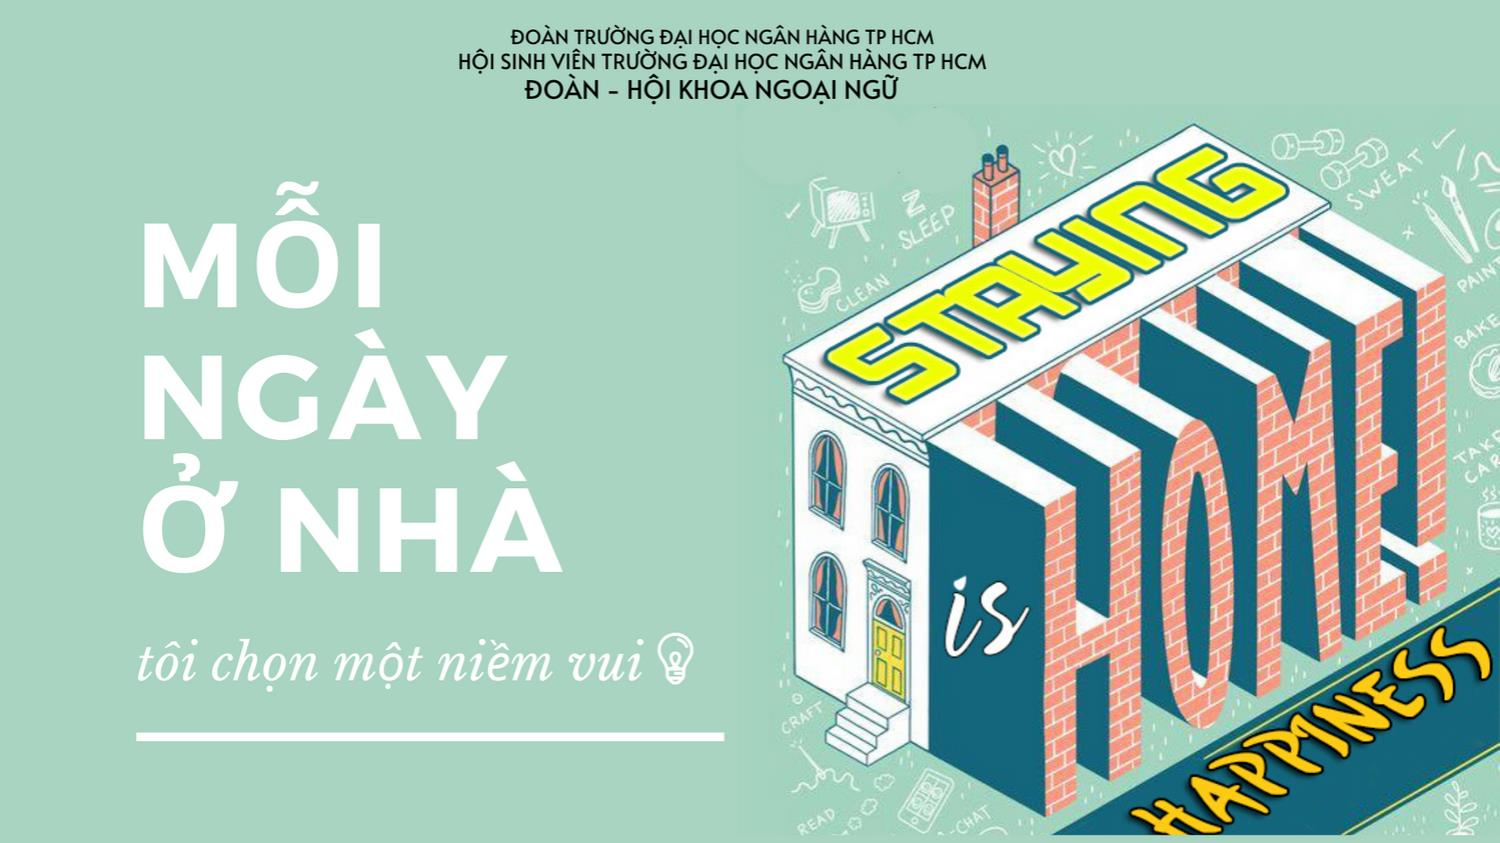 ĐOÀN TRƯỜNG ĐẠI HỌC NGÂN HÀNG TP HCM
HỘI SINH VIÊN TRƯỜNG ĐẠI HỌC NGÂN HÀNG TP HCM
ĐOÀN - HỘI KHOA NGOẠI NGỮ
MỖI
NGÀY
Ở NHÀ
tôi chọn một niềm vui
STAYING
is
HOME!
HAPPINESS
SLEEP
CLEAN
SWEAT
PAINT
BAKE
CRAFT
READ
CHAT